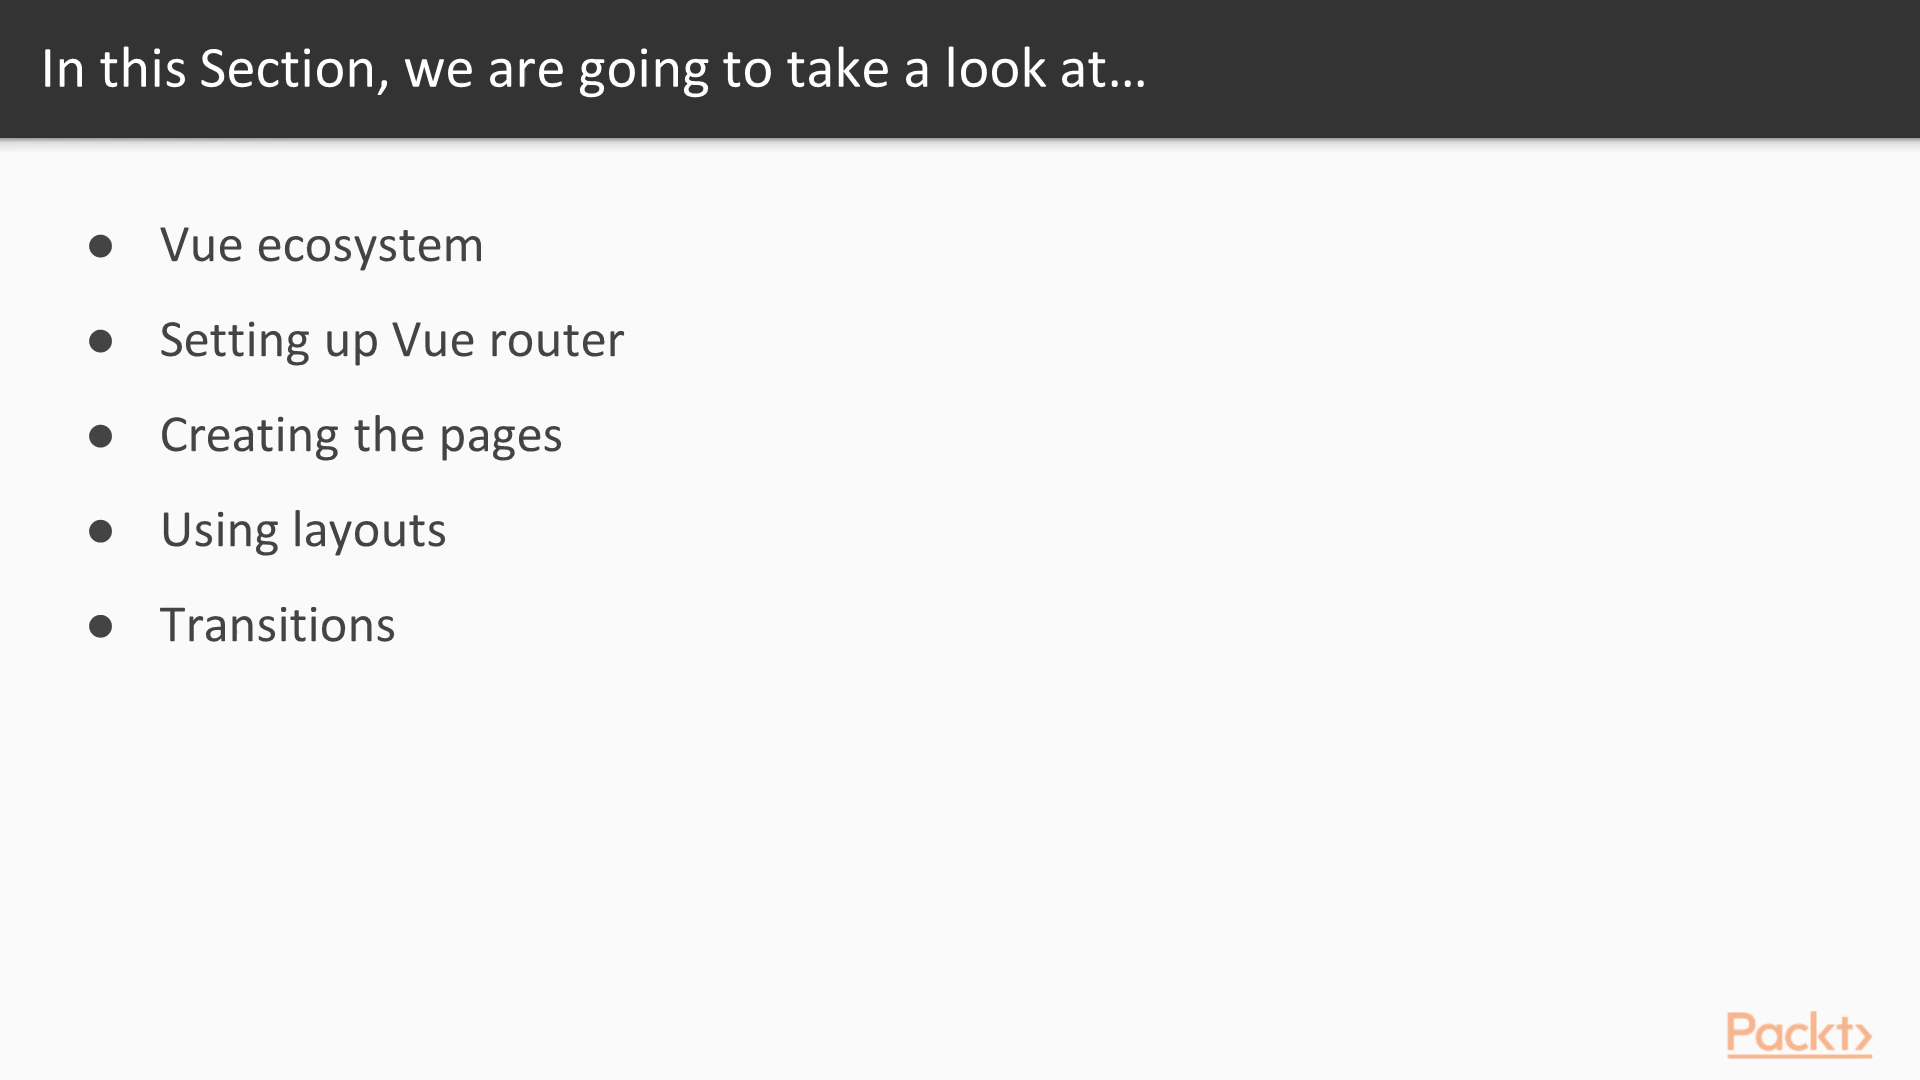 In this Section, we are going to take a look at...
● Vue ecosystem
● Setting up Vue router
● Creating the pages
● Using layouts
● Transitions
Packt>